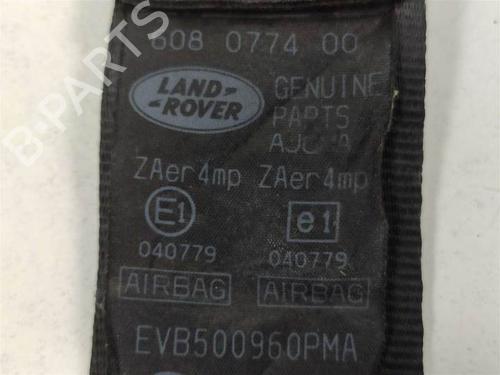 608 0774 00
LAND-
-ROVER
GENUINE
PARTS
ZAer4mp ZAer4mp
E1 e1
040779 040779
AIRBAG AIRBAG
EVB500960PMA
B-PARTS